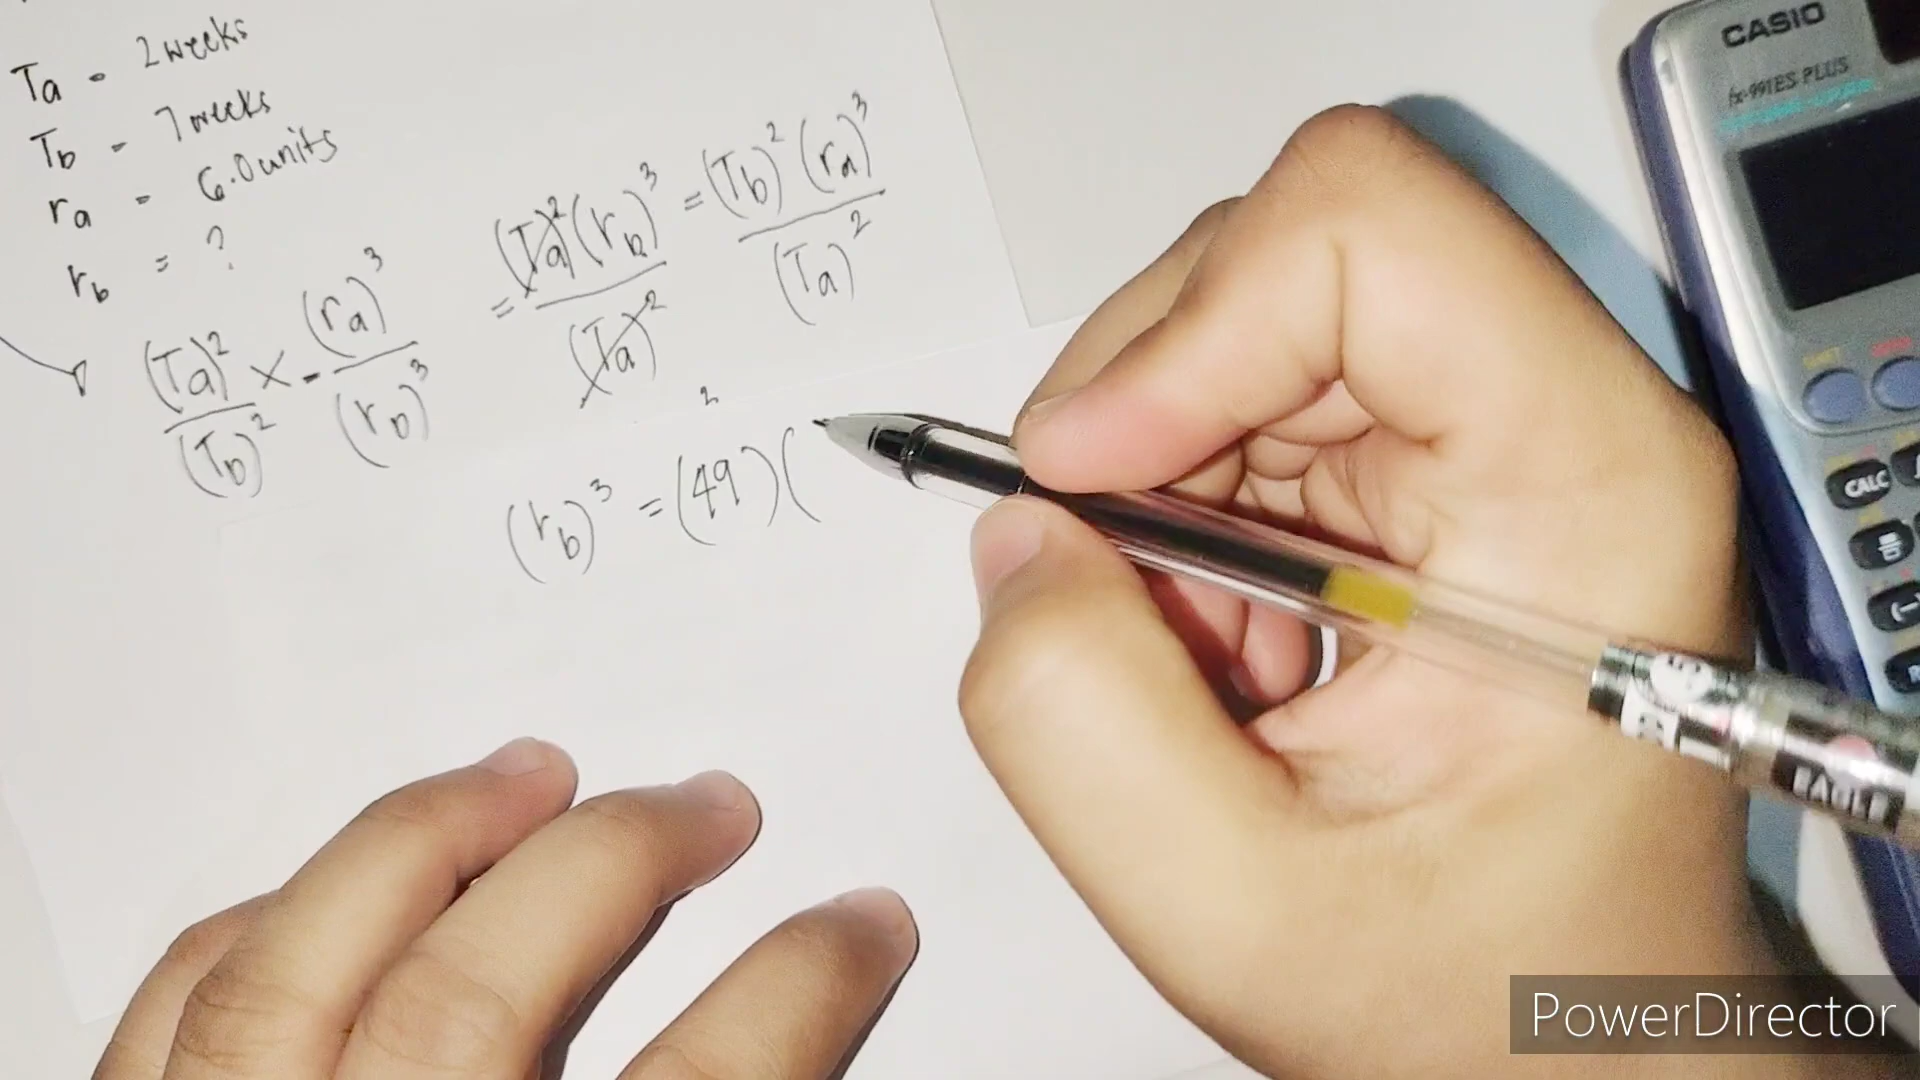 Ta = 2 weeks
Tb = 7 weeks
ra = 6.0 units
rb = ?
(Ta)² / (Tb)² × = (ra)³ / (rb)³
= (Ta)² (rb)³ / (Ta)² = (Tb)² (ra)³ / (Ta)²
2
(rb)³ = (49) (
CASIO
fx-991ES PLUS
CALC
(−)
EAGLE
PowerDirector